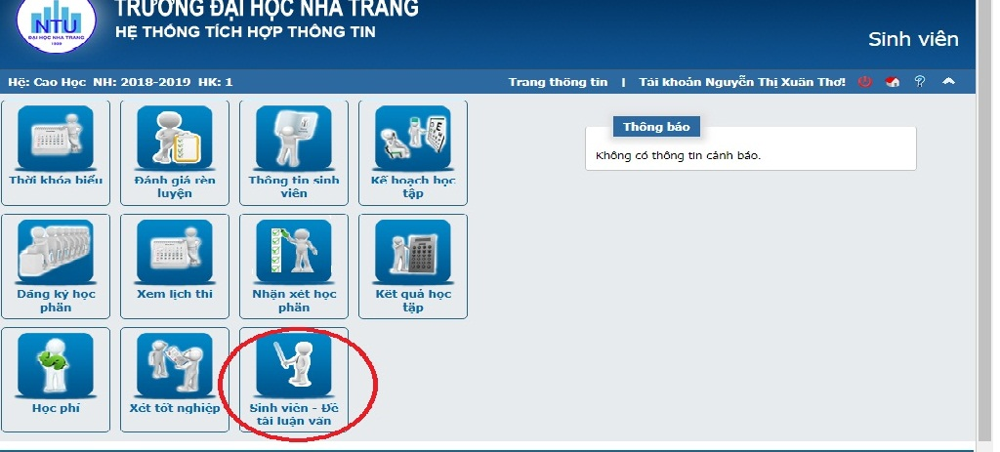 TRƯỜNG ĐẠI HỌC NHA TRANG
NTU
ĐẠI HỌC NHA TRANG
1959
HỆ THỐNG TÍCH HỢP THÔNG TIN
Sinh viên
Hệ: Cao Học NH: 2018-2019 HK: 1
Trang thông tin | Tài khoản Nguyễn Thị Xuân Thơ!
Thời khóa biểu
Đánh giá rèn
luyện
Thông tin sinh
viên
Kế hoạch học
tập
Thông báo
Không có thông tin cảnh báo.
Đăng ký học
phần
Xem lịch thi
Nhận xét học
phần
Kết quả học
tập
Học phí
Xét tốt nghiệp
Sinh viên - Đề
tài luận văn